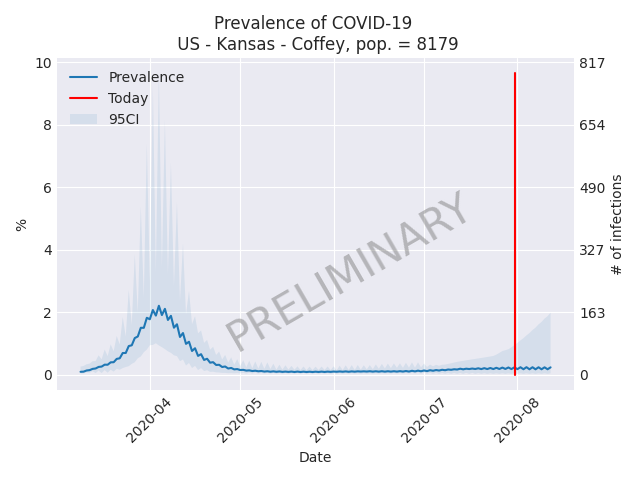 Prevalence of COVID-19
US - Kansas - Coffey, pop. = 8179
Prevalence
Today
95CI
10
8
6
4
2
0
%
817
654
490
327
163
0
# of infections
PRELIMINARY
2020-04
2020-05
2020-06
2020-07
2020-08
Date